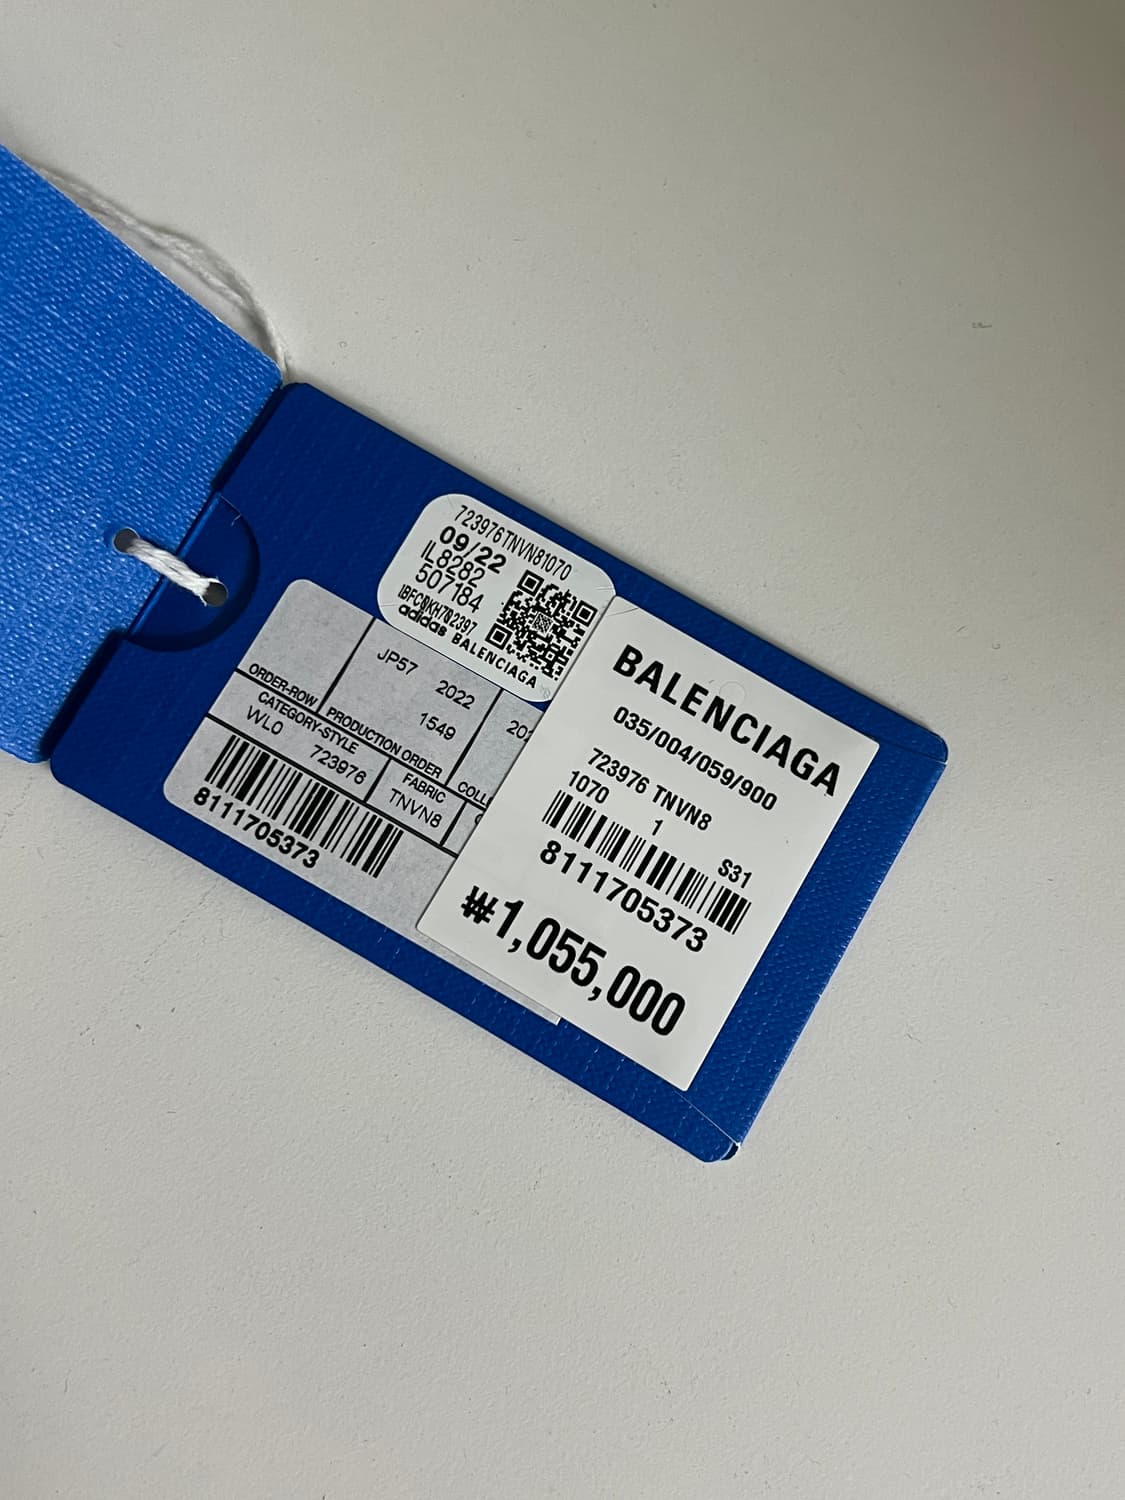 723976TNVN81070
09/22
IL8282
507184
adidas BALENCIAGA
JP57 2022
1549
ORDER-ROW PRODUCTION ORDER
CATEGORY-STYLE FABRIC
WL0 723976 TNVN8
8111705373
BALENCIAGA
035/004/059/900
723976 TNVN8
1070 1 S31
8111705373
₩1,055,000